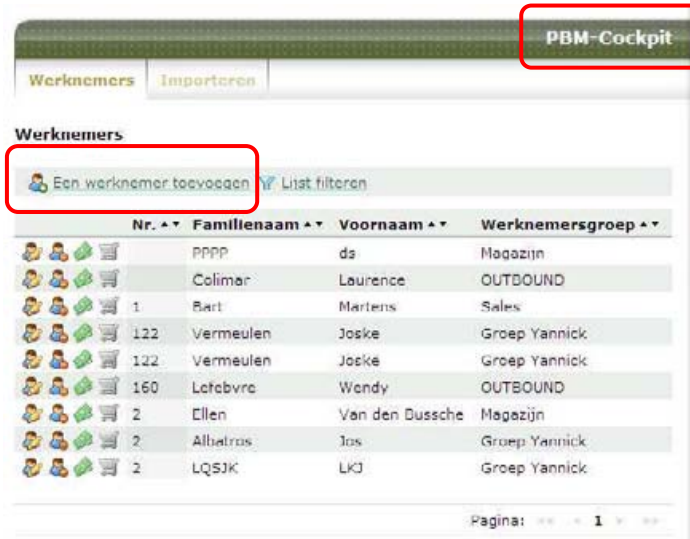 PBM-Cockpit
Werknemers Importeren
Werknemers
Een werknemer toevoegen Lijst filteren
Nr. Familienaam Voornaam Werknemersgroep
PPPP ds Magazijn
Colimar Laurence OUTBOUND
1 Bart Martens Sales
122 Vermeulen Joske Groep Yannick
122 Vermeulen Joske Groep Yannick
160 Lefebvre Wendy OUTBOUND
2 Ellen Van den Bussche Magazijn
2 Albatros Jos Groep Yannick
2 LQSJK LKJ Groep Yannick
Pagina: << < 1 > >>